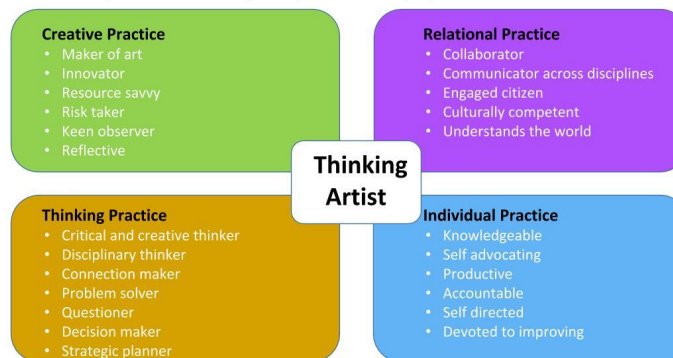 Creative Practice
• Maker of art
• Innovator
• Resource savvy
• Risk taker
• Keen observer
• Reflective
Relational Practice
• Collaborator
• Communicator across disciplines
• Engaged citizen
• Culturally competent
• Understands the world
Thinking
Artist
Thinking Practice
• Critical and creative thinker
• Disciplinary thinker
• Connection maker
• Problem solver
• Questioner
• Decision maker
• Strategic planner
Individual Practice
• Knowledgeable
• Self advocating
• Productive
• Accountable
• Self directed
• Devoted to improving